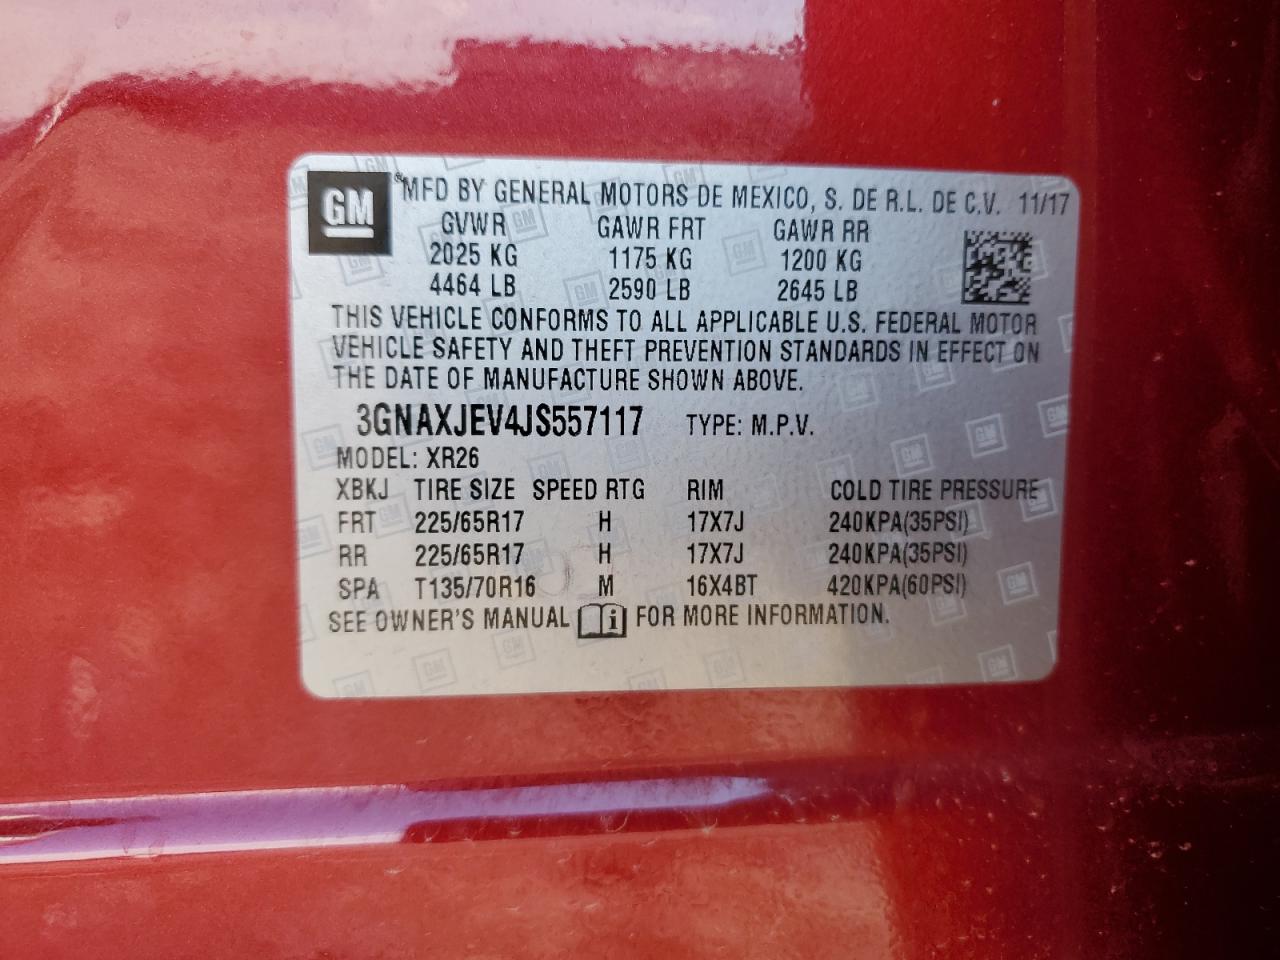 GM ®MFD BY GENERAL MOTORS DE MEXICO, S. DE R.L. DE C.V. 11/17
GVWR GAWR FRT GAWR RR
2025 KG 1175 KG 1200 KG
4464 LB 2590 LB 2645 LB
THIS VEHICLE CONFORMS TO ALL APPLICABLE U.S. FEDERAL MOTOR
VEHICLE SAFETY AND THEFT PREVENTION STANDARDS IN EFFECT ON
THE DATE OF MANUFACTURE SHOWN ABOVE.
3GNAXJEV4JS557117 TYPE: M.P.V.
MODEL: XR26
XBKJ TIRE SIZE SPEED RTG RIM COLD TIRE PRESSURE
FRT 225/65R17 H 17X7J 240KPA(35PSI)
RR 225/65R17 H 17X7J 240KPA(35PSI)
SPA T135/70R16 M 16X4BT 420KPA(60PSI)
SEE OWNER'S MANUAL i FOR MORE INFORMATION.